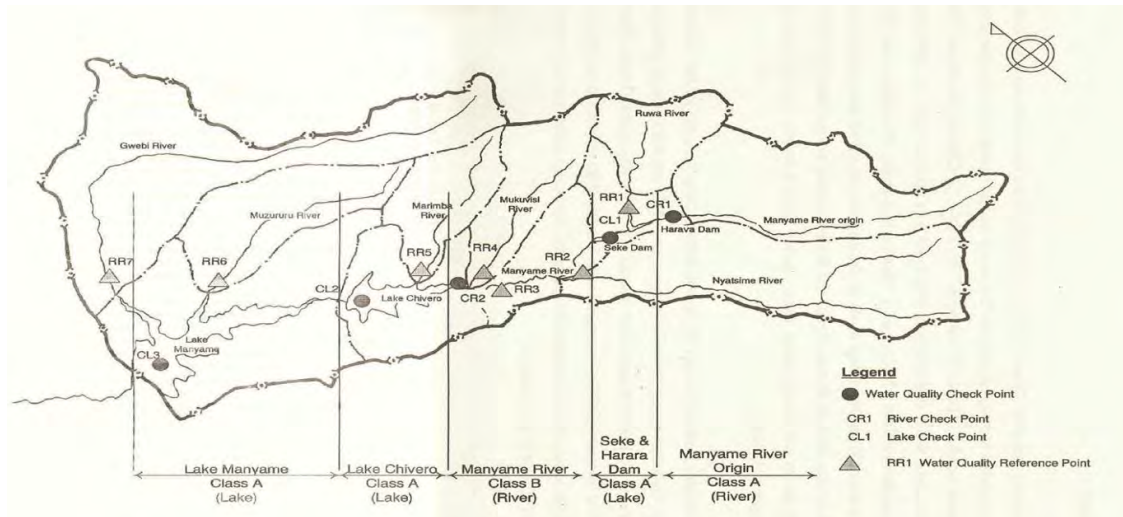 Ruwa River
Gwebi River
Muzururu River
Marimba
River
Mukuvisi
River
RR1
CR1
CL1
Manyame River origin
Harava Dam
Seke Dam
RR7
RR6
RR5
RR4
RR2
Manyame River
Nyatsime River
CL2
Lake Chivero
CR2
RR3
Lake
Manyame
CL3
Legend
Water Quality Check Point
CR1 River Check Point
CL1 Lake Check Point
RR1 Water Quality Reference Point
Lake Manyame
Class A
(Lake)
Lake Chivero
Class A
(Lake)
Manyame River
Class B
(River)
Seke &
Harara
Dam
Class A
(Lake)
Manyame River
Origin
Class A
(River)